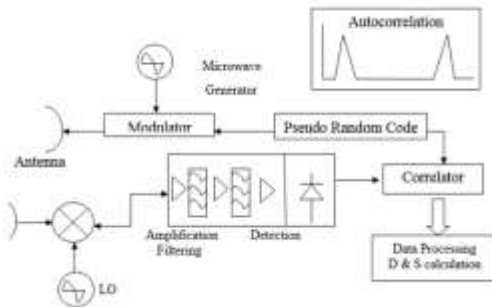 Autocorrelation
Microwave
Generator
Modulator
Pseudo Random Code
Antenna
Correlator
Amplification
Filtering
Detection
Data Processing
D & S calculation
LO